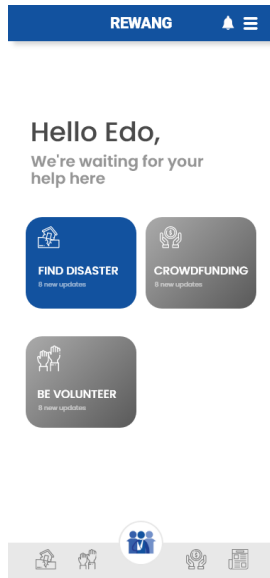 REWANG
Hello Edo,
We're waiting for your
help here
FIND DISASTER
8 new updates
CROWDFUNDING
8 new updates
BE VOLUNTEER
8 new updates